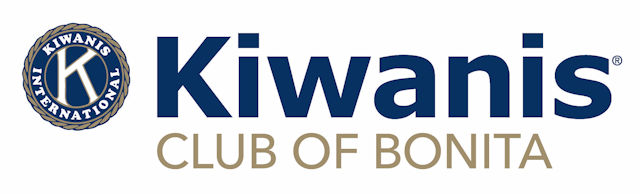 KIWANIS
K
INTERNATIONAL
Kiwanis®
CLUB OF BONITA